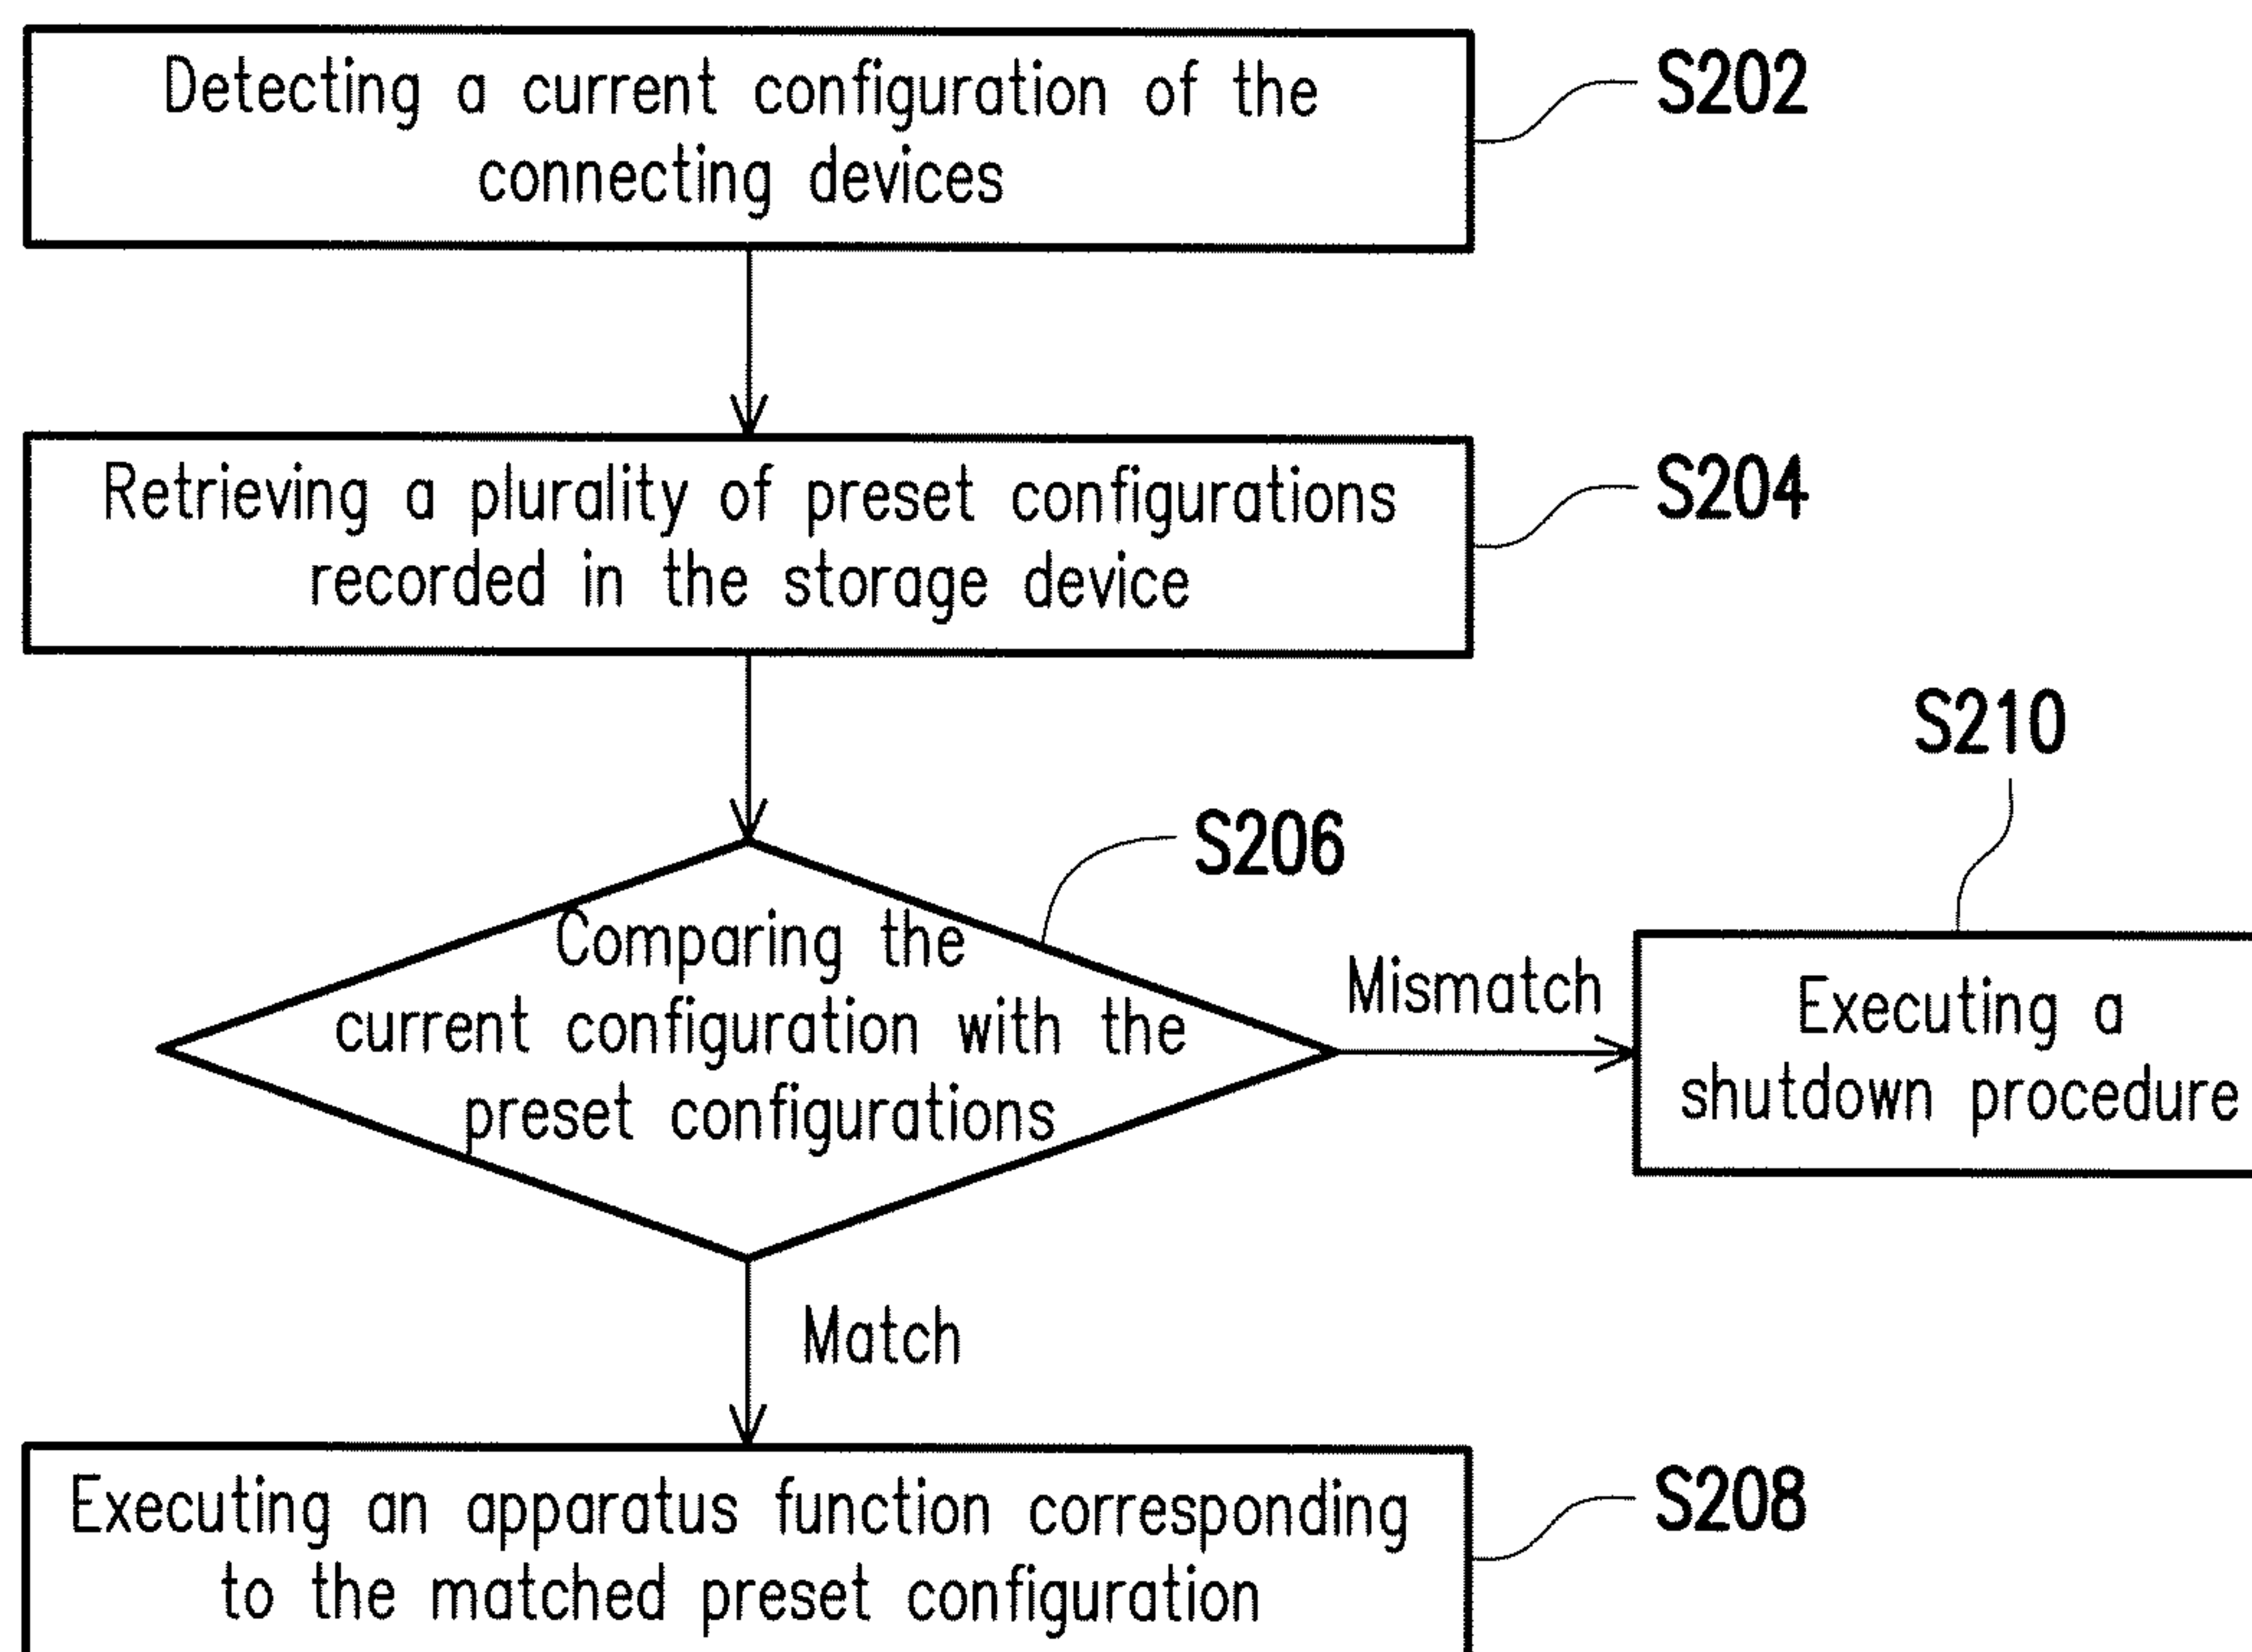 Detecting a current configuration of the
connecting devices
S202
Retrieving a plurality of preset configurations
recorded in the storage device
S204
S210
S206
Comparing the
current configuration with the
preset configurations
Mismatch
Executing a
shutdown procedure
Match
Executing an apparatus function corresponding
to the matched preset configuration
S208